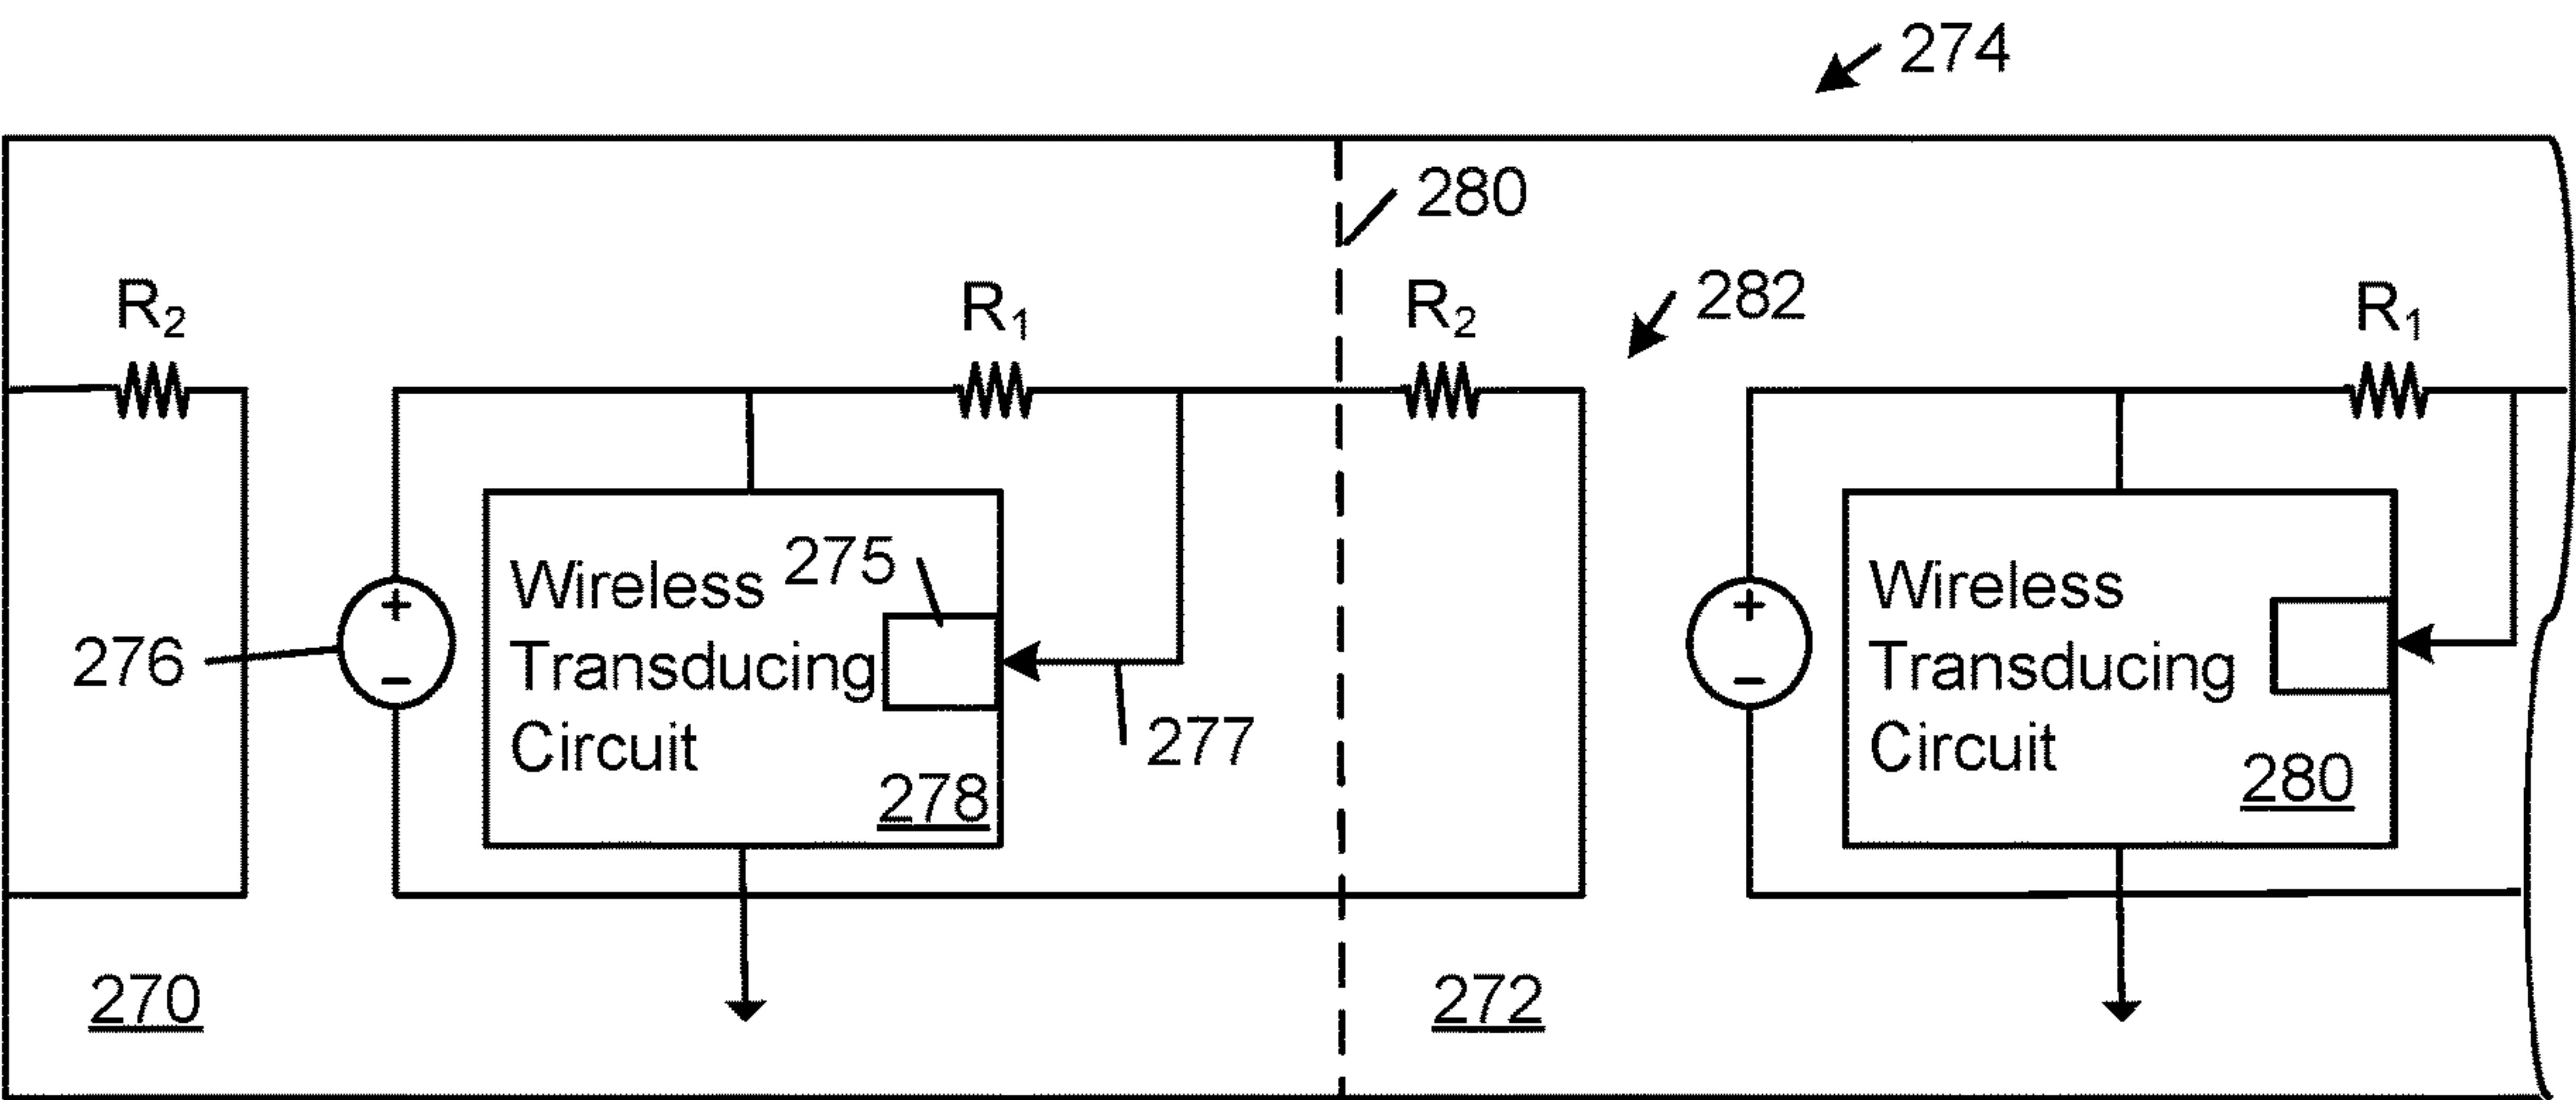 274
280
282
R2
R1
R2
R1
Wireless
Transducing
Circuit
275
276
277
278
Wireless
Transducing
Circuit
280
270
272